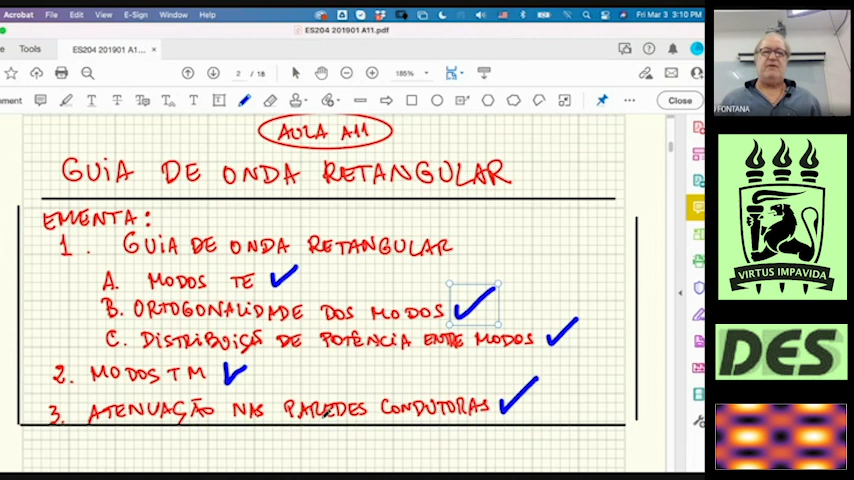 Acrobat File Edit View E-Sign Window Help Fri Mar 3 3:10 PM
ES204 201901 A11.pdf
Tools ES204 201901 A1... ×
2 / 18 185%
mment Close
AULA A11
GUIA DE ONDA RETANGULAR
EMENTA:
1. GUIA DE ONDA RETANGULAR
A. MODOS TE
B. ORTOGONALIDADE DOS MODOS
C. DISTRIBUIÇÃO DE POTÊNCIA ENTRE MODOS
2. MODOS TM
3. ATENUAÇÃO NAS PAREDES CONDUTORAS
FONTANA
VIRTUS IMPAVIDA
DES